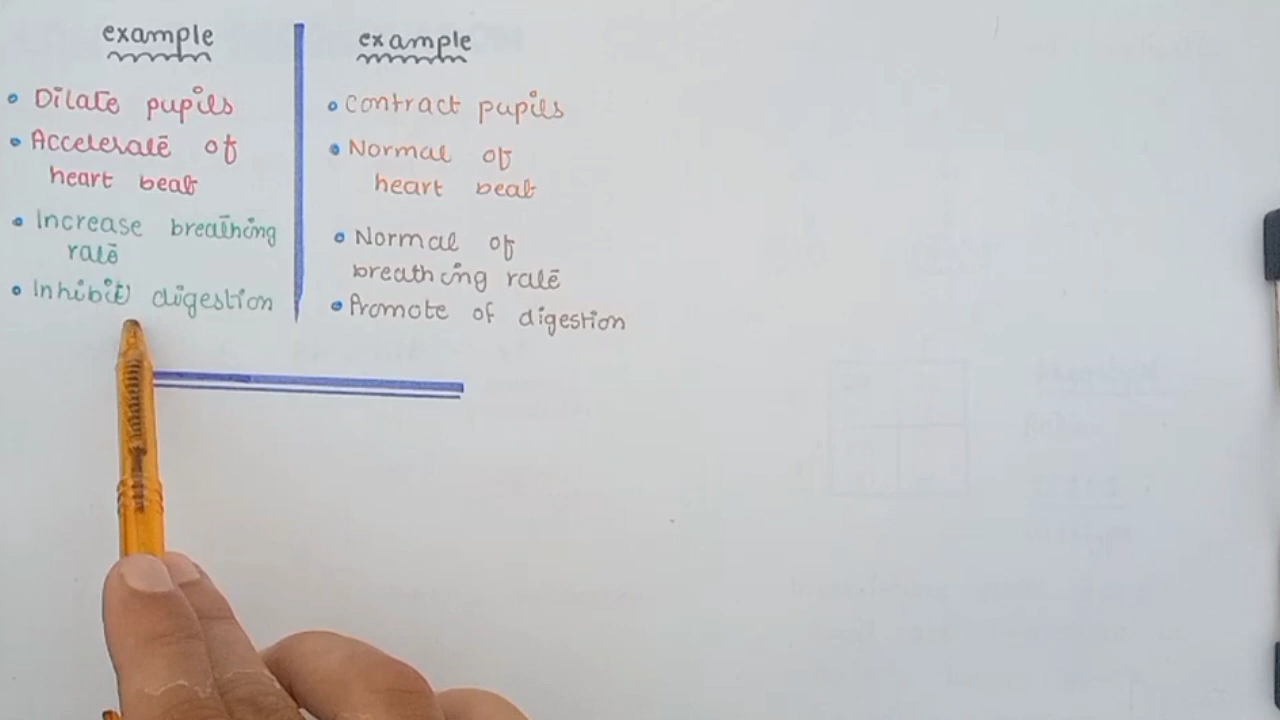 example
• Dilate pupils
• Accelerate of
heart beat
• Increase breathing
rate
• Inhibit digestion
example
• Contract pupils
• Normal of
heart beat
• Normal of
breathing rate
• Promote of digestion